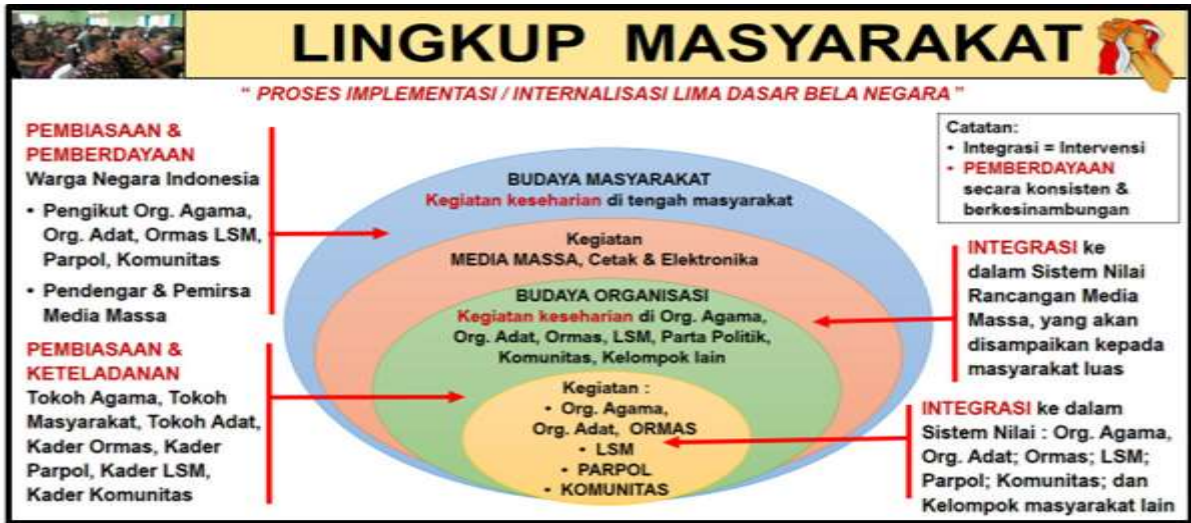 LINGKUP MASYARAKAT
" PROSES IMPLEMENTASI / INTERNALISASI LIMA DASAR BELA NEGARA "
PEMBIASAAN &
PEMBERDAYAAN
Warga Negara Indonesia
• Pengikut Org. Agama,
Org. Adat, Ormas LSM,
Parpol, Komunitas
• Pendengar & Pemirsa
Media Massa
PEMBIASAAN &
KETELADANAN
Tokoh Agama, Tokoh
Masyarakat, Tokoh Adat,
Kader Ormas, Kader
Parpol, Kader LSM,
Kader Komunitas
BUDAYA MASYARAKAT
Kegiatan keseharian di tengah masyarakat
Kegiatan
MEDIA MASSA, Cetak & Elektronika
BUDAYA ORGANISASI
Kegiatan keseharian di Org. Agama,
Org. Adat, Ormas, LSM, Parta Politik,
Komunitas, Kelompok lain
Kegiatan :
• Org. Agama,
Org. Adat, ORMAS
• LSM
• PARPOL
• KOMUNITAS
Catatan:
• Integrasi = Intervensi
• PEMBERDAYAAN
secara konsisten &
berkesinambungan
INTEGRASI ke
dalam Sistem Nilai
Rancangan Media
Massa, yang akan
disampaikan kepada
masyarakat luas
INTEGRASI ke dalam
Sistem Nilai : Org. Agama,
Org. Adat; Ormas; LSM;
Parpol; Komunitas; dan
Kelompok masyarakat lain